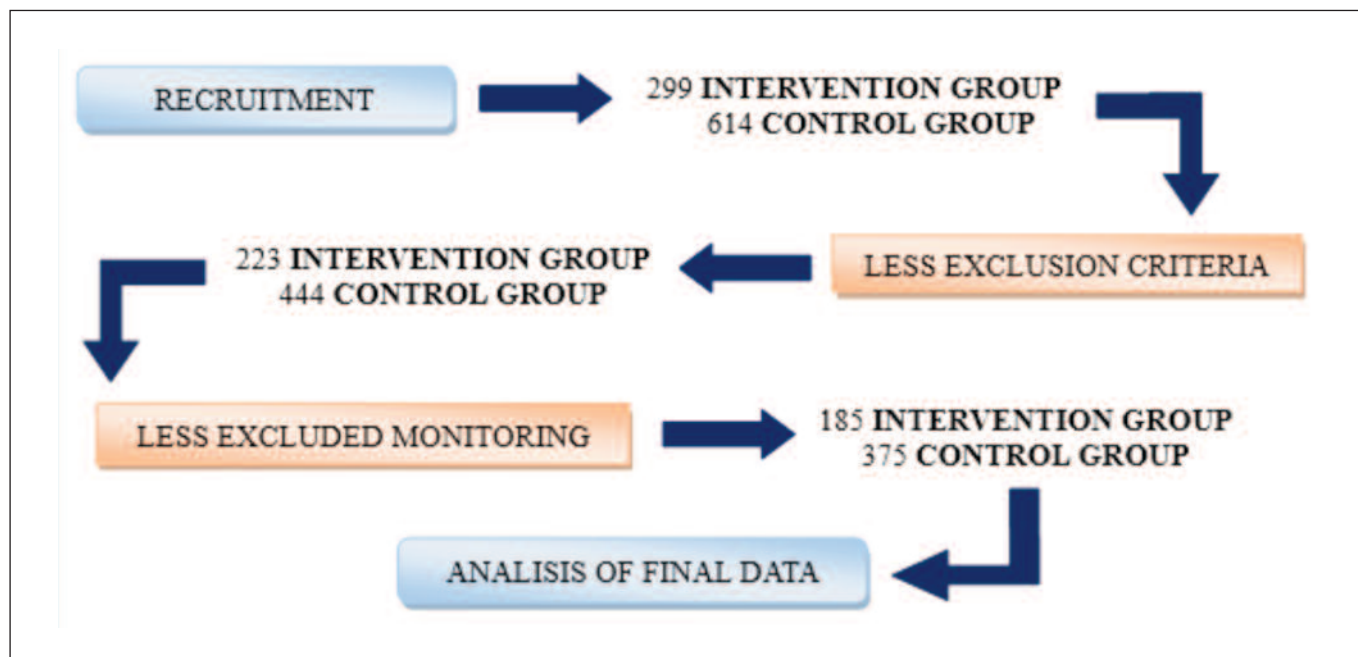 RECRUITMENT
299 INTERVENTION GROUP
614 CONTROL GROUP
LESS EXCLUSION CRITERIA
223 INTERVENTION GROUP
444 CONTROL GROUP
LESS EXCLUDED MONITORING
185 INTERVENTION GROUP
375 CONTROL GROUP
ANALISIS OF FINAL DATA